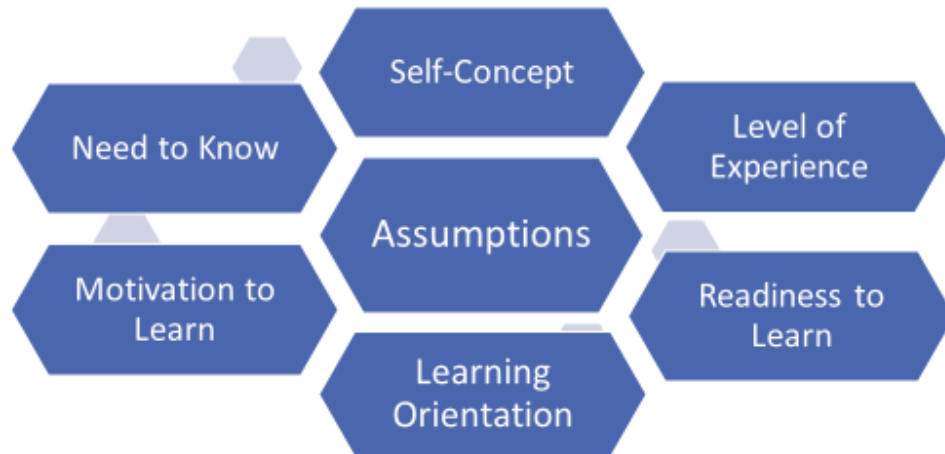 Self-Concept
Need to Know
Level of
Experience
Assumptions
Motivation to
Learn
Readiness to
Learn
Learning
Orientation